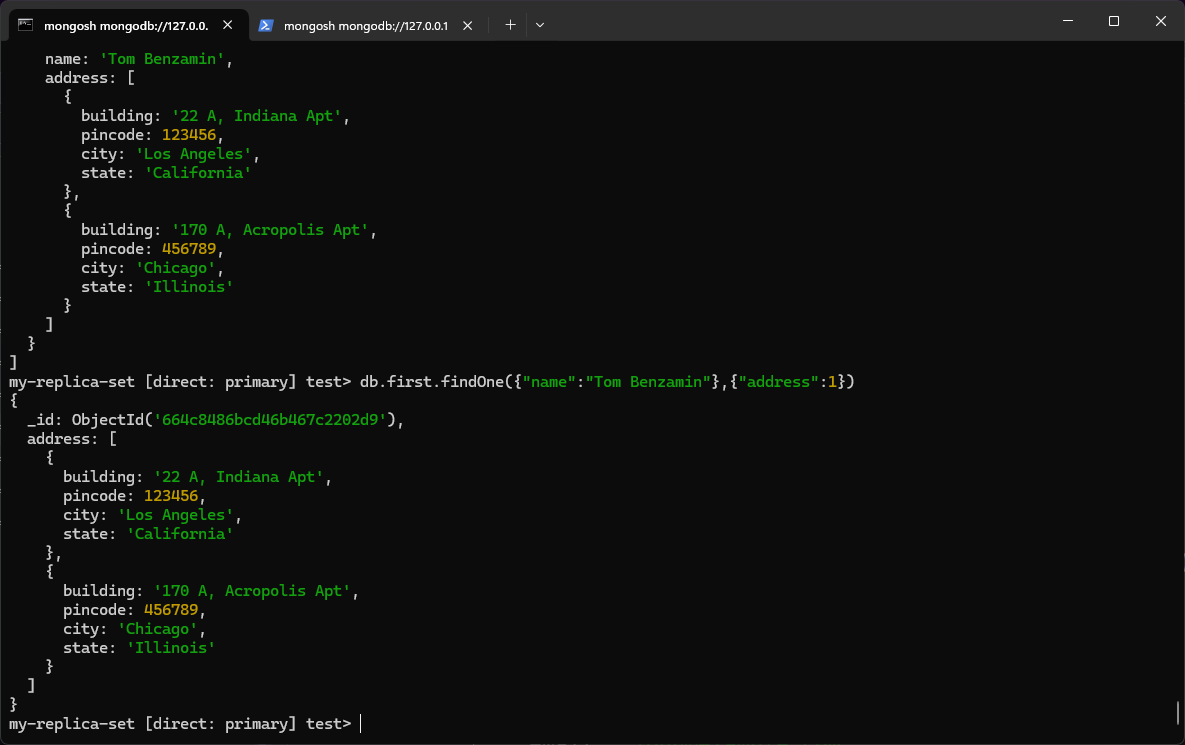 mongosh mongodb://127.0.0.
mongosh mongodb://127.0.0.1
    name: 'Tom Benzamin',
    address: [
      {
        building: '22 A, Indiana Apt',
        pincode: 123456,
        city: 'Los Angeles',
        state: 'California'
      },
      {
        building: '170 A, Acropolis Apt',
        pincode: 456789,
        city: 'Chicago',
        state: 'Illinois'
      }
    ]
  }
]
my-replica-set [direct: primary] test> db.first.findOne({"name":"Tom Benzamin"},{"address":1})
{
  _id: ObjectId('664c8486bcd46b467c2202d9'),
  address: [
    {
      building: '22 A, Indiana Apt',
      pincode: 123456,
      city: 'Los Angeles',
      state: 'California'
    },
    {
      building: '170 A, Acropolis Apt',
      pincode: 456789,
      city: 'Chicago',
      state: 'Illinois'
    }
  ]
}
my-replica-set [direct: primary] test>